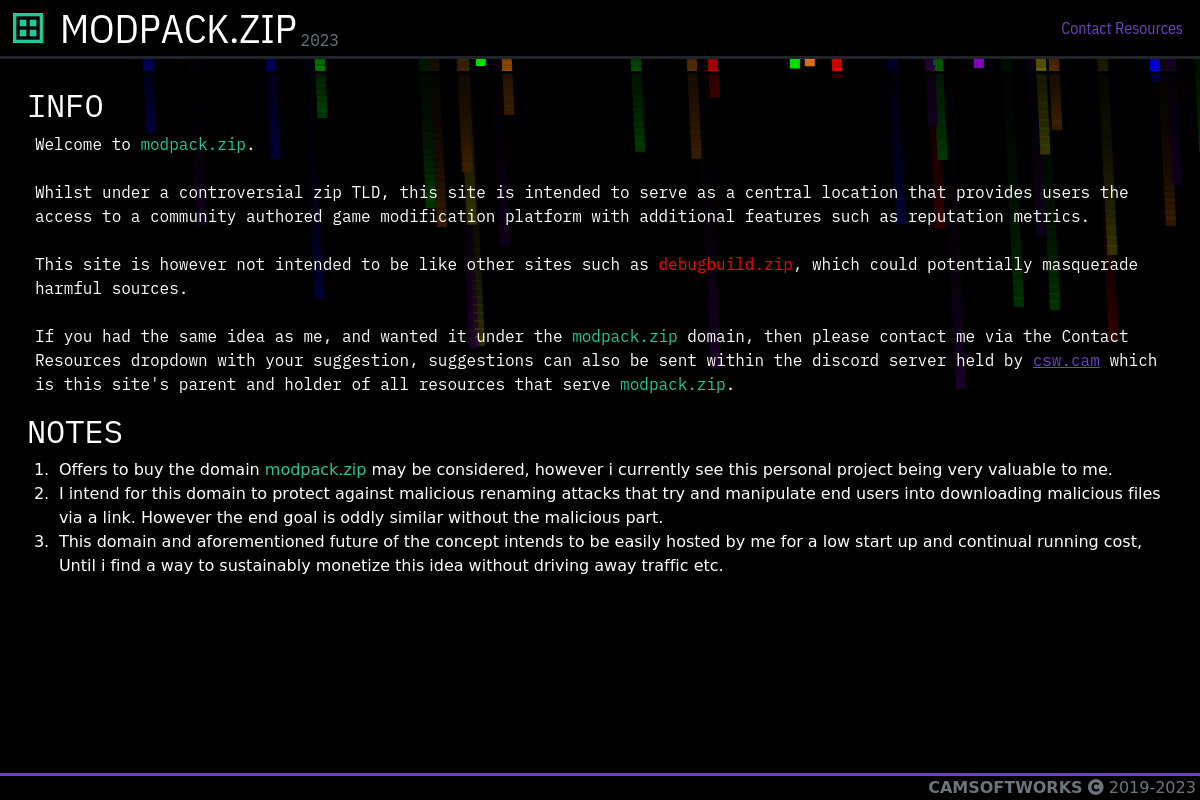 MODPACK.ZIP 2023
Contact Resources
INFO
Welcome to modpack.zip.
Whilst under a controversial zip TLD, this site is intended to serve as a central location that provides users the
access to a community authored game modification platform with additional features such as reputation metrics.
This site is however not intended to be like other sites such as debugbuild.zip, which could potentially masquerade
harmful sources.
If you had the same idea as me, and wanted it under the modpack.zip domain, then please contact me via the Contact
Resources dropdown with your suggestion, suggestions can also be sent within the discord server held by csw.cam which
is this site's parent and holder of all resources that serve modpack.zip.
NOTES
1. Offers to buy the domain modpack.zip may be considered, however i currently see this personal project being very valuable to me.
2. I intend for this domain to protect against malicious renaming attacks that try and manipulate end users into downloading malicious files
via a link. However the end goal is oddly similar without the malicious part.
3. This domain and aforementioned future of the concept intends to be easily hosted by me for a low start up and continual running cost,
Until i find a way to sustainably monetize this idea without driving away traffic etc.
CAMSOFTWORKS © 2019-2023